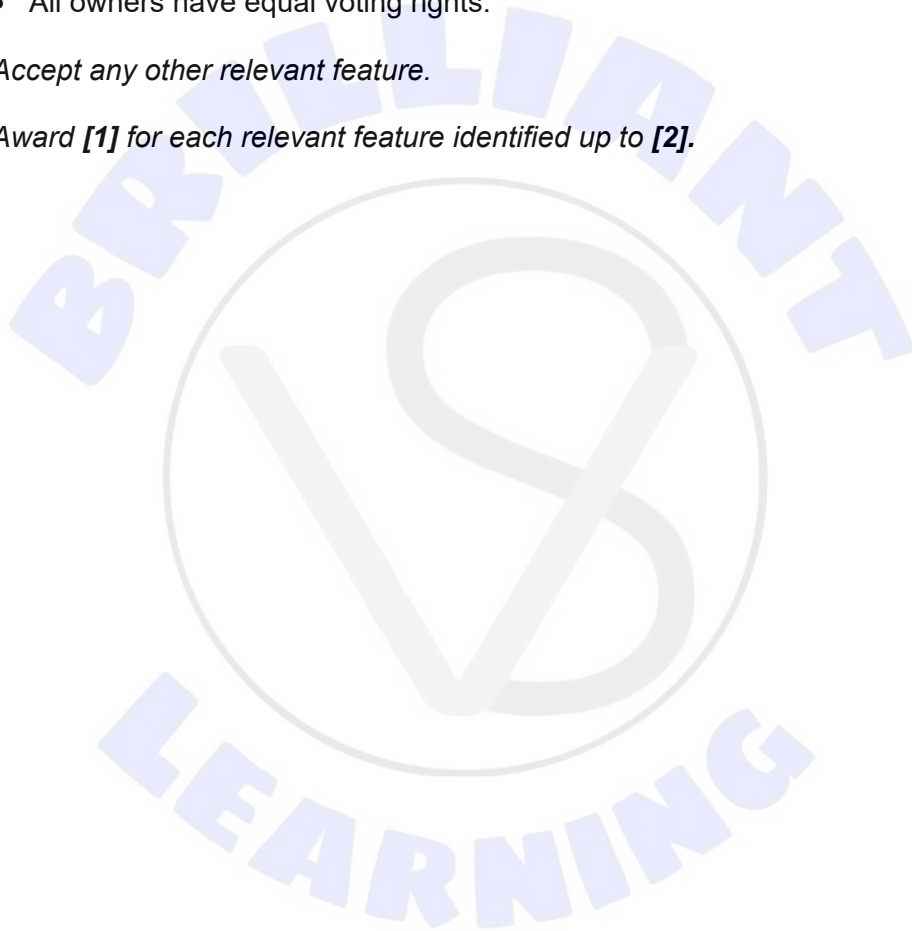 • All owners have equal voting rights.
Accept any other relevant feature.
Award [1] for each relevant feature identified up to [2].
BRILLIANT
VS
LEARNING